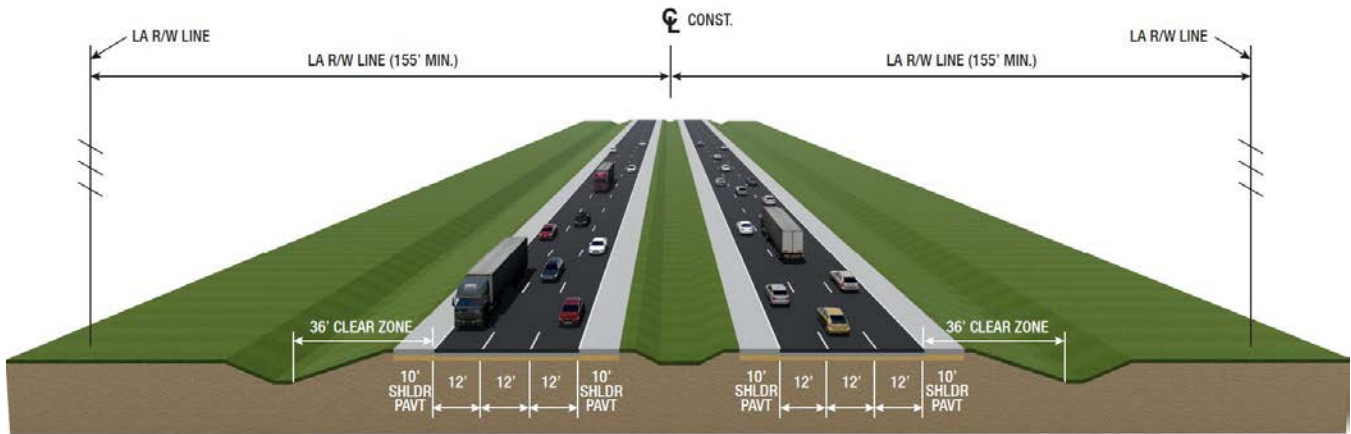 ℄ CONST.
LA R/W LINE
LA R/W LINE
LA R/W LINE (155' MIN.)
LA R/W LINE (155' MIN.)
36' CLEAR ZONE
36' CLEAR ZONE
10'
SHLDR
PAVT
12'
12'
12'
10'
SHLDR
PAVT
10'
SHLDR
PAVT
12'
12'
12'
10'
SHLDR
PAVT